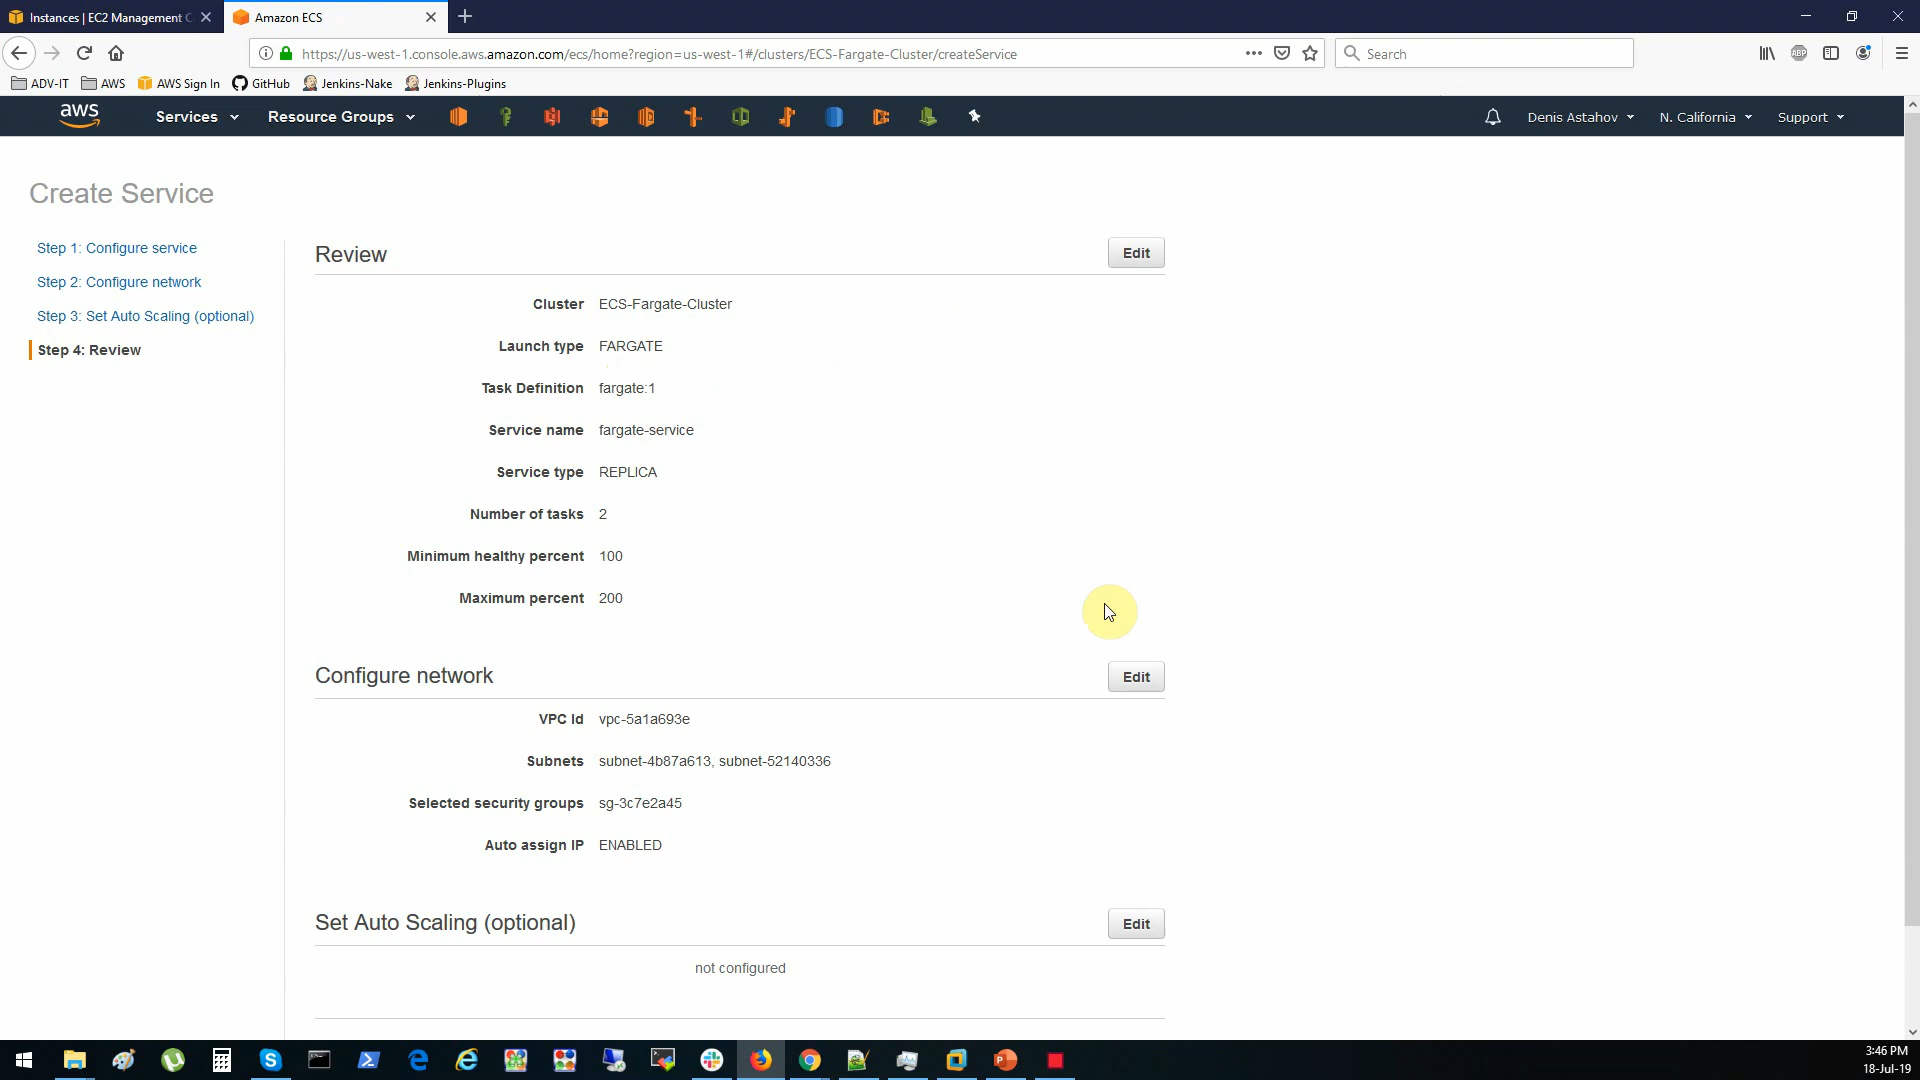 Instances | EC2 Management C
Amazon ECS
https://us-west-1.console.aws.amazon.com/ecs/home?region=us-west-1#/clusters/ECS-Fargate-Cluster/createService
Search
ADV-IT
AWS
AWS Sign In
GitHub
Jenkins-Nake
Jenkins-Plugins
ABP
aws
Services
Resource Groups
Denis Astahov
N. California
Support
Create Service
Step 1: Configure service
Step 2: Configure network
Step 3: Set Auto Scaling (optional)
Step 4: Review
Review
Edit
Cluster ECS-Fargate-Cluster
Launch type FARGATE
Task Definition fargate:1
Service name fargate-service
Service type REPLICA
Number of tasks 2
Minimum healthy percent 100
Maximum percent 200
Configure network
Edit
VPC Id vpc-5a1a693e
Subnets subnet-4b87a613, subnet-52140336
Selected security groups sg-3c7e2a45
Auto assign IP ENABLED
Set Auto Scaling (optional)
Edit
not configured
3:46 PM
18-Jul-19